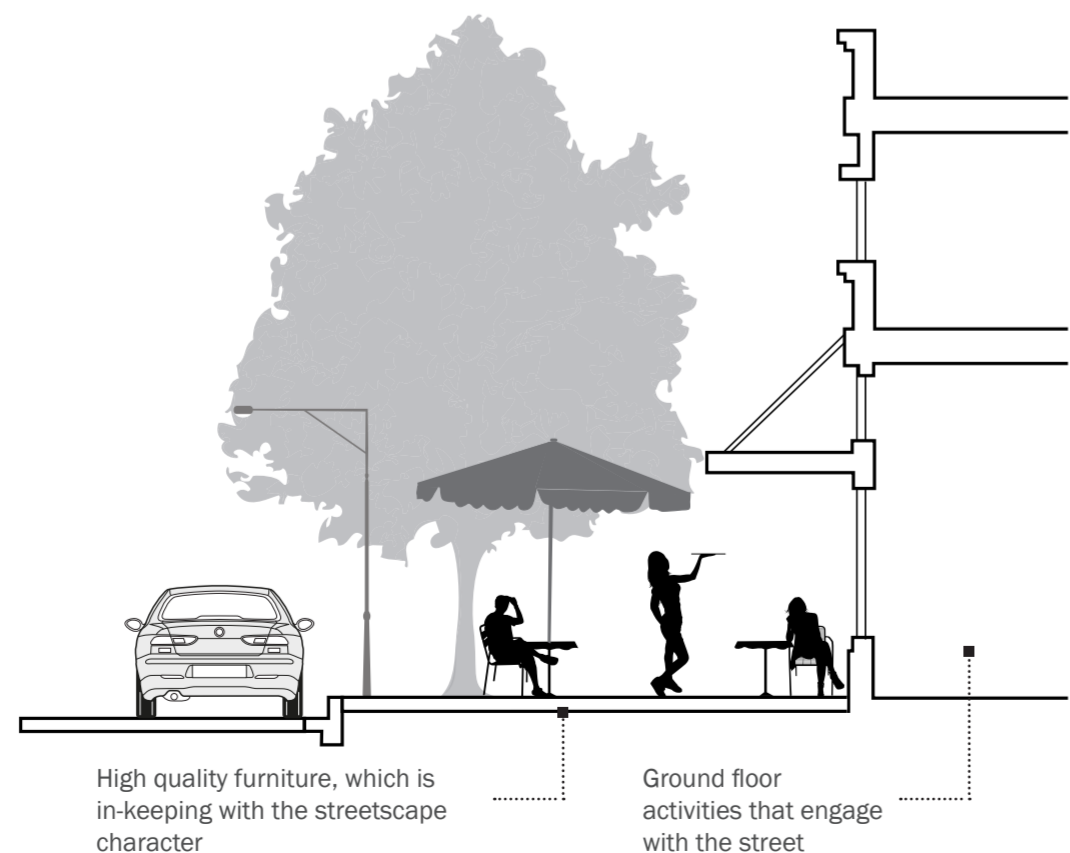 High quality furniture, which is
in-keeping with the streetscape
character
Ground floor
activities that engage
with the street